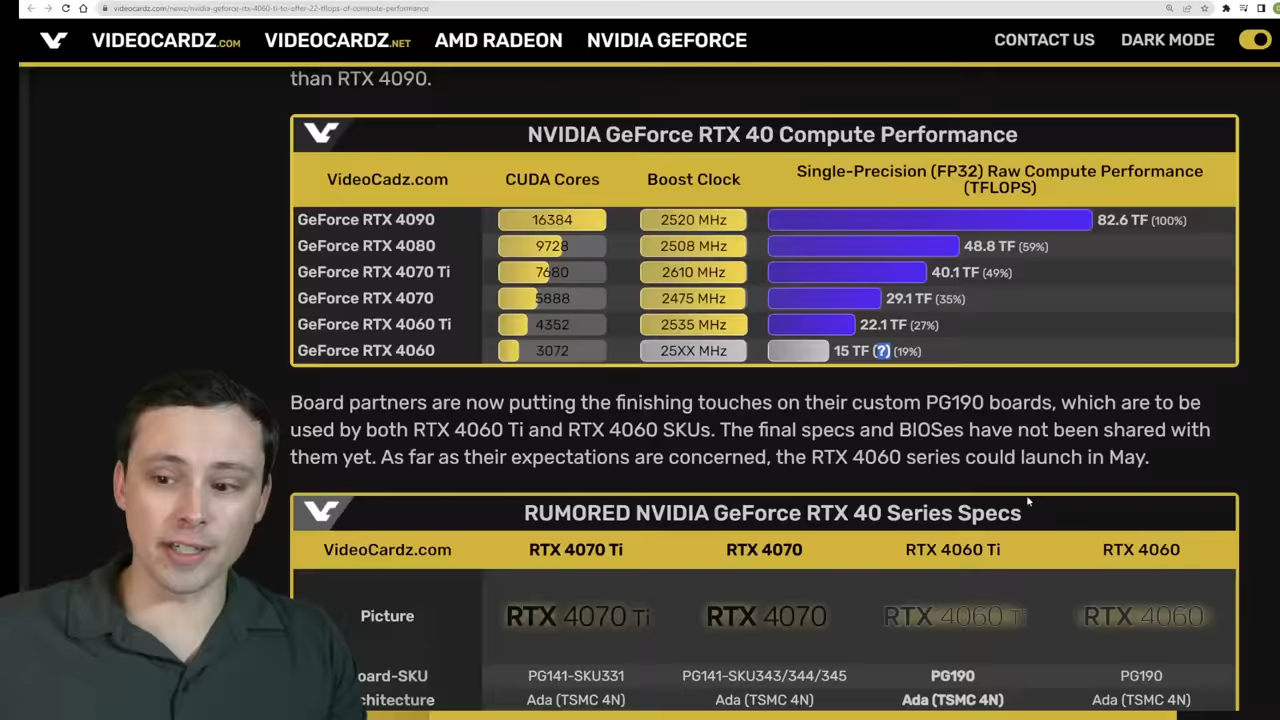 videocardz.com/newz/nvidia-geforce-rtx-4060-ti-to-offer-22-tflops-of-compute-performance
VIDEOCARDZ.COM VIDEOCARDZ.NET AMD RADEON NVIDIA GEFORCE CONTACT US DARK MODE
than RTX 4090.
NVIDIA GeForce RTX 40 Compute Performance
VideoCadz.com CUDA Cores Boost Clock Single-Precision (FP32) Raw Compute Performance
(TFLOPS)
GeForce RTX 4090 16384 2520 MHz 82.6 TF (100%)
GeForce RTX 4080 9728 2508 MHz 48.8 TF (59%)
GeForce RTX 4070 Ti 7680 2610 MHz 40.1 TF (49%)
GeForce RTX 4070 5888 2475 MHz 29.1 TF (35%)
GeForce RTX 4060 Ti 4352 2535 MHz 22.1 TF (27%)
GeForce RTX 4060 3072 25XX MHz 15 TF (?) (19%)
Board partners are now putting the finishing touches on their custom PG190 boards, which are to be
used by both RTX 4060 Ti and RTX 4060 SKUs. The final specs and BIOSes have not been shared with
them yet. As far as their expectations are concerned, the RTX 4060 series could launch in May.
RUMORED NVIDIA GeForce RTX 40 Series Specs
VideoCardz.com RTX 4070 Ti RTX 4070 RTX 4060 Ti RTX 4060
Picture RTX 4070 Ti RTX 4070 RTX 4060 Ti RTX 4060
oard-SKU PG141-SKU331 PG141-SKU343/344/345 PG190 PG190
chitecture Ada (TSMC 4N) Ada (TSMC 4N) Ada (TSMC 4N) Ada (TSMC 4N)